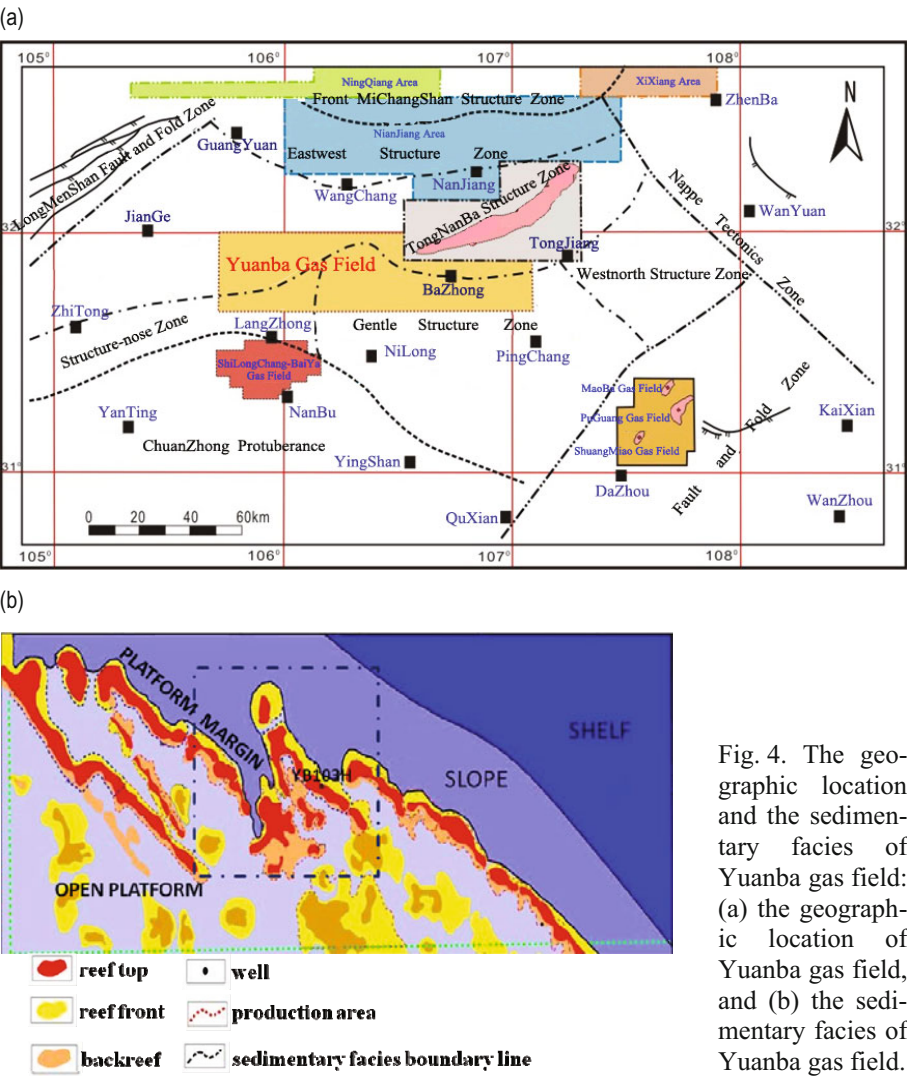 (a)
105° 106° 107° 108°
NingQiang Area
XiXiang Area
Front MiChangShan Structure Zone
ZhenBa
N
NianJiang Area
GuangYuan
LongMenShan Fault and Fold Zone
Eastwest Structure Zone
WangChang
NanJiang
Nappe Tectonics Zone
WanYuan
JianGe
TongNanBa Structure Zone
32° 32°
TongJiang
Yuanba Gas Field
Westnorth Structure Zone
BaZhong
ZhiTong
Structure-nose Zone
LangZhong
Gentle Structure Zone
NiLong
PingChang
ShiLongChang-BaiYa
Gas Field
MaoBa Gas Field
NanBu
PuGuang Gas Field
YanTing
KaiXian
ChuanZhong Protuberance
ShuangMiao Gas Field
Fault and Fold Zone
YingShan
31° 31°
DaZhou
QuXian
WanZhou
0 20 40 60km
105° 106° 107° 108°
(b)
PLATFORM MARGIN
SHELF
YB103H
SLOPE
OPEN PLATFORM
reef top
well
reef front
production area
backreef
sedimentary facies boundary line
Fig. 4. The geo-
graphic location
and the sedimen-
tary facies of
Yuanba gas field:
(a) the geograph-
ic location of
Yuanba gas field,
and (b) the sedi-
mentary facies of
Yuanba gas field.